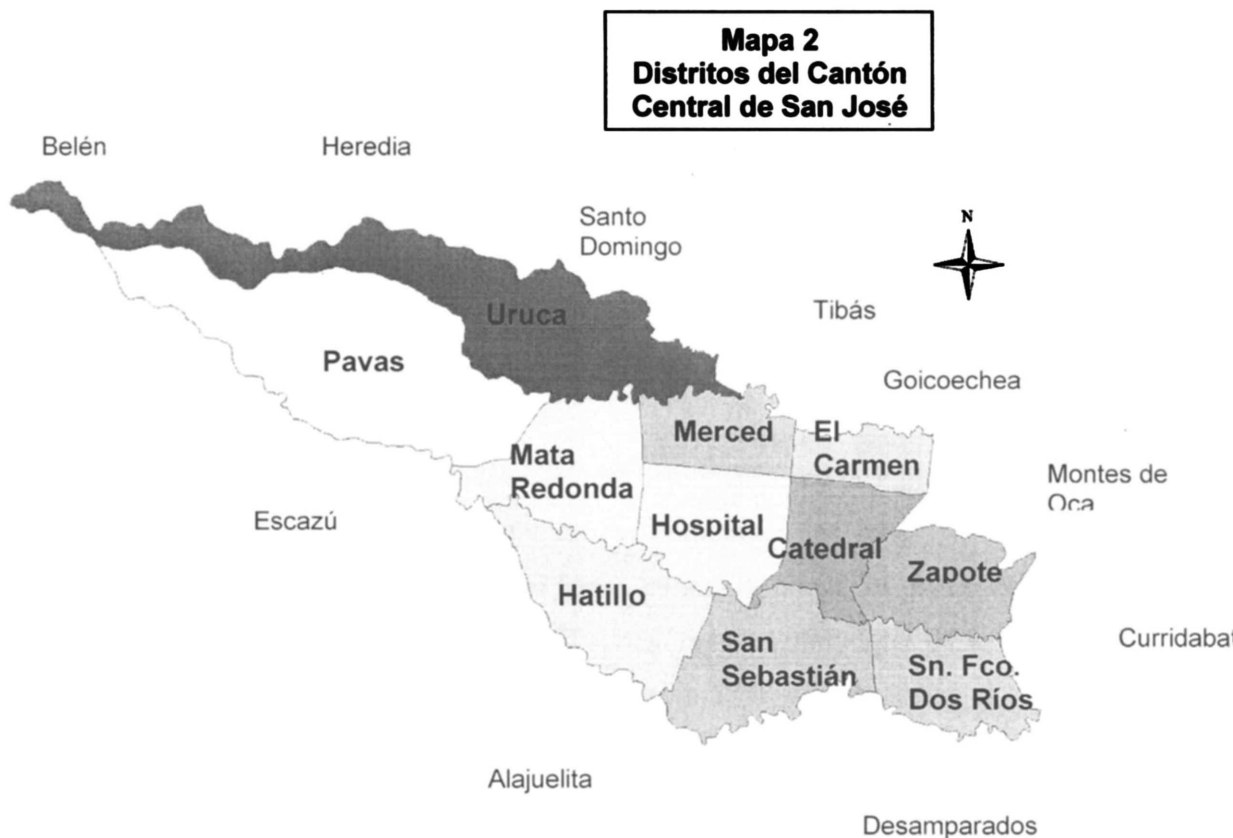 Mapa 2
Distritos del Cantón
Central de San José
Belén
Heredia
Santo
Domingo
N
Tibás
Uruca
Pavas
Goicoechea
Merced
El
Carmen
Mata
Redonda
Montes de
Oca
Escazú
Hospital
Catedral
Zapote
Hatillo
Curridabat
San
Sebastián
Sn. Fco.
Dos Ríos
Alajuelita
Desamparados